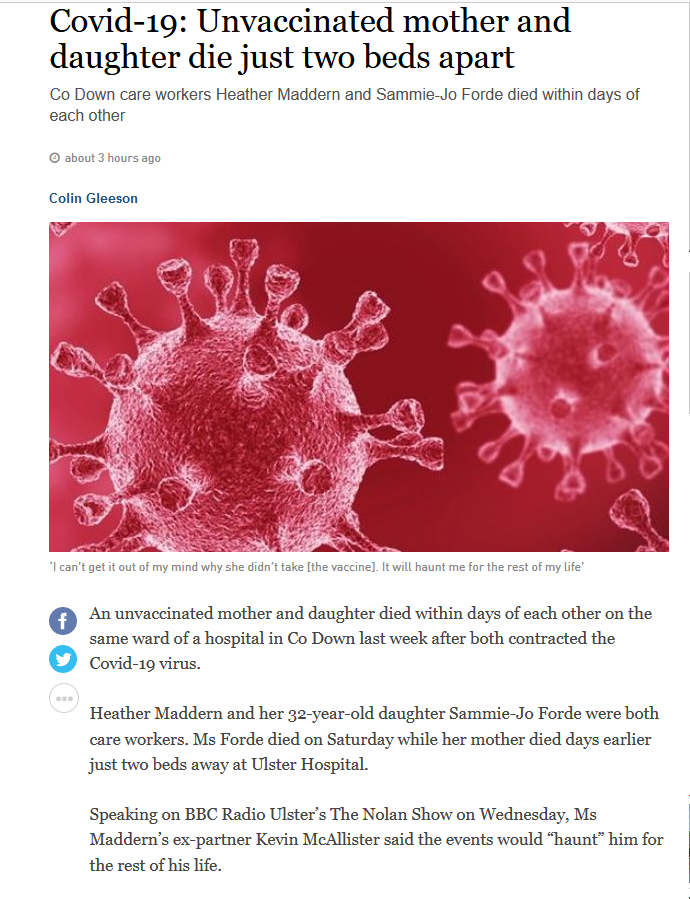 Covid-19: Unvaccinated mother and
daughter die just two beds apart
Co Down care workers Heather Maddern and Sammie-Jo Forde died within days of
each other
about 3 hours ago
Colin Gleeson
‘I can’t get it out of my mind why she didn’t take [the vaccine]. It will haunt me for the rest of my life’
An unvaccinated mother and daughter died within days of each other on the
same ward of a hospital in Co Down last week after both contracted the
Covid-19 virus.
Heather Maddern and her 32-year-old daughter Sammie-Jo Forde were both
care workers. Ms Forde died on Saturday while her mother died days earlier
just two beds away at Ulster Hospital.
Speaking on BBC Radio Ulster’s The Nolan Show on Wednesday, Ms
Maddern’s ex-partner Kevin McAllister said the events would “haunt” him for
the rest of his life.